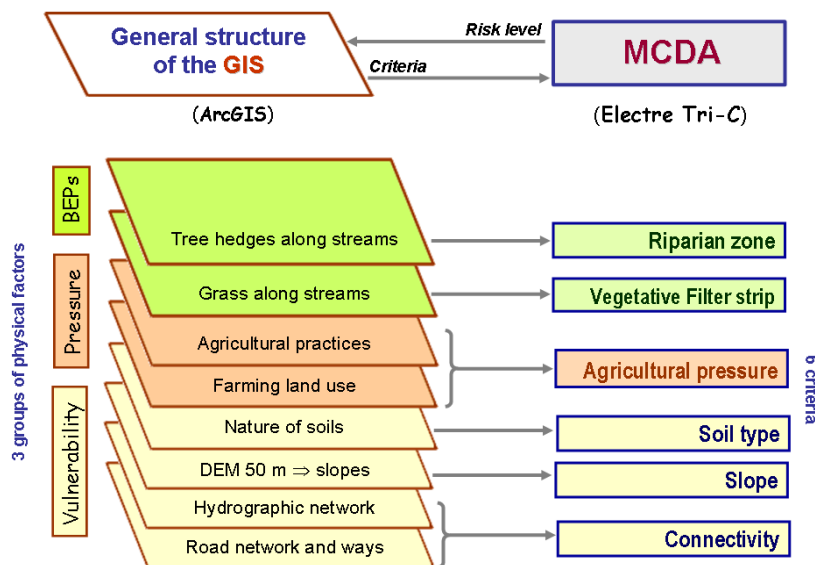 General structure
of the GIS
Risk level
Criteria
MCDA
(ArcGIS)
(Electre Tri-C)
3 groups of physical factors
BEPs
Pressure
Vulnerability
Tree hedges along streams
Grass along streams
Agricultural practices
Farming land use
Nature of soils
DEM 50 m ⇒ slopes
Hydrographic network
Road network and ways
Riparian zone
Vegetative Filter strip
Agricultural pressure
Soil type
Slope
Connectivity
6 criteria